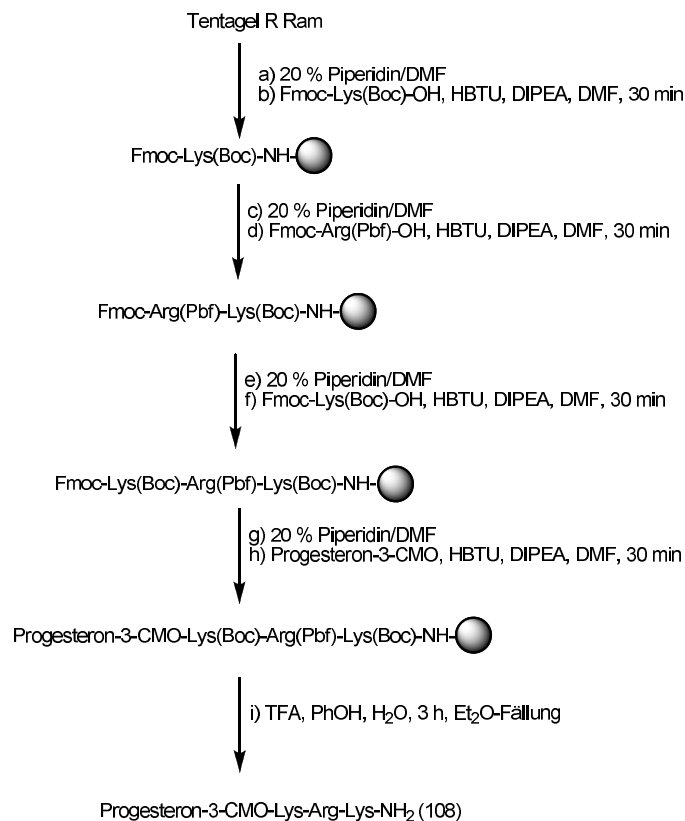 Tentagel R Ram
a) 20 % Piperidin/DMF
b) Fmoc-Lys(Boc)-OH, HBTU, DIPEA, DMF, 30 min
Fmoc-Lys(Boc)-NH-
c) 20 % Piperidin/DMF
d) Fmoc-Arg(Pbf)-OH, HBTU, DIPEA, DMF, 30 min
Fmoc-Arg(Pbf)-Lys(Boc)-NH-
e) 20 % Piperidin/DMF
f) Fmoc-Lys(Boc)-OH, HBTU, DIPEA, DMF, 30 min
Fmoc-Lys(Boc)-Arg(Pbf)-Lys(Boc)-NH-
g) 20 % Piperidin/DMF
h) Progesteron-3-CMO, HBTU, DIPEA, DMF, 30 min
Progesteron-3-CMO-Lys(Boc)-Arg(Pbf)-Lys(Boc)-NH-
i) TFA, PhOH, H₂O, 3 h, Et₂O-Fällung
Progesteron-3-CMO-Lys-Arg-Lys-NH₂ (108)